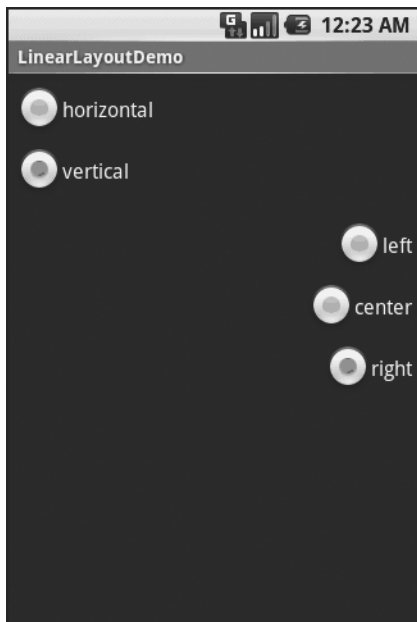 G
12:23 AM
LinearLayoutDemo
horizontal
vertical
left
center
right